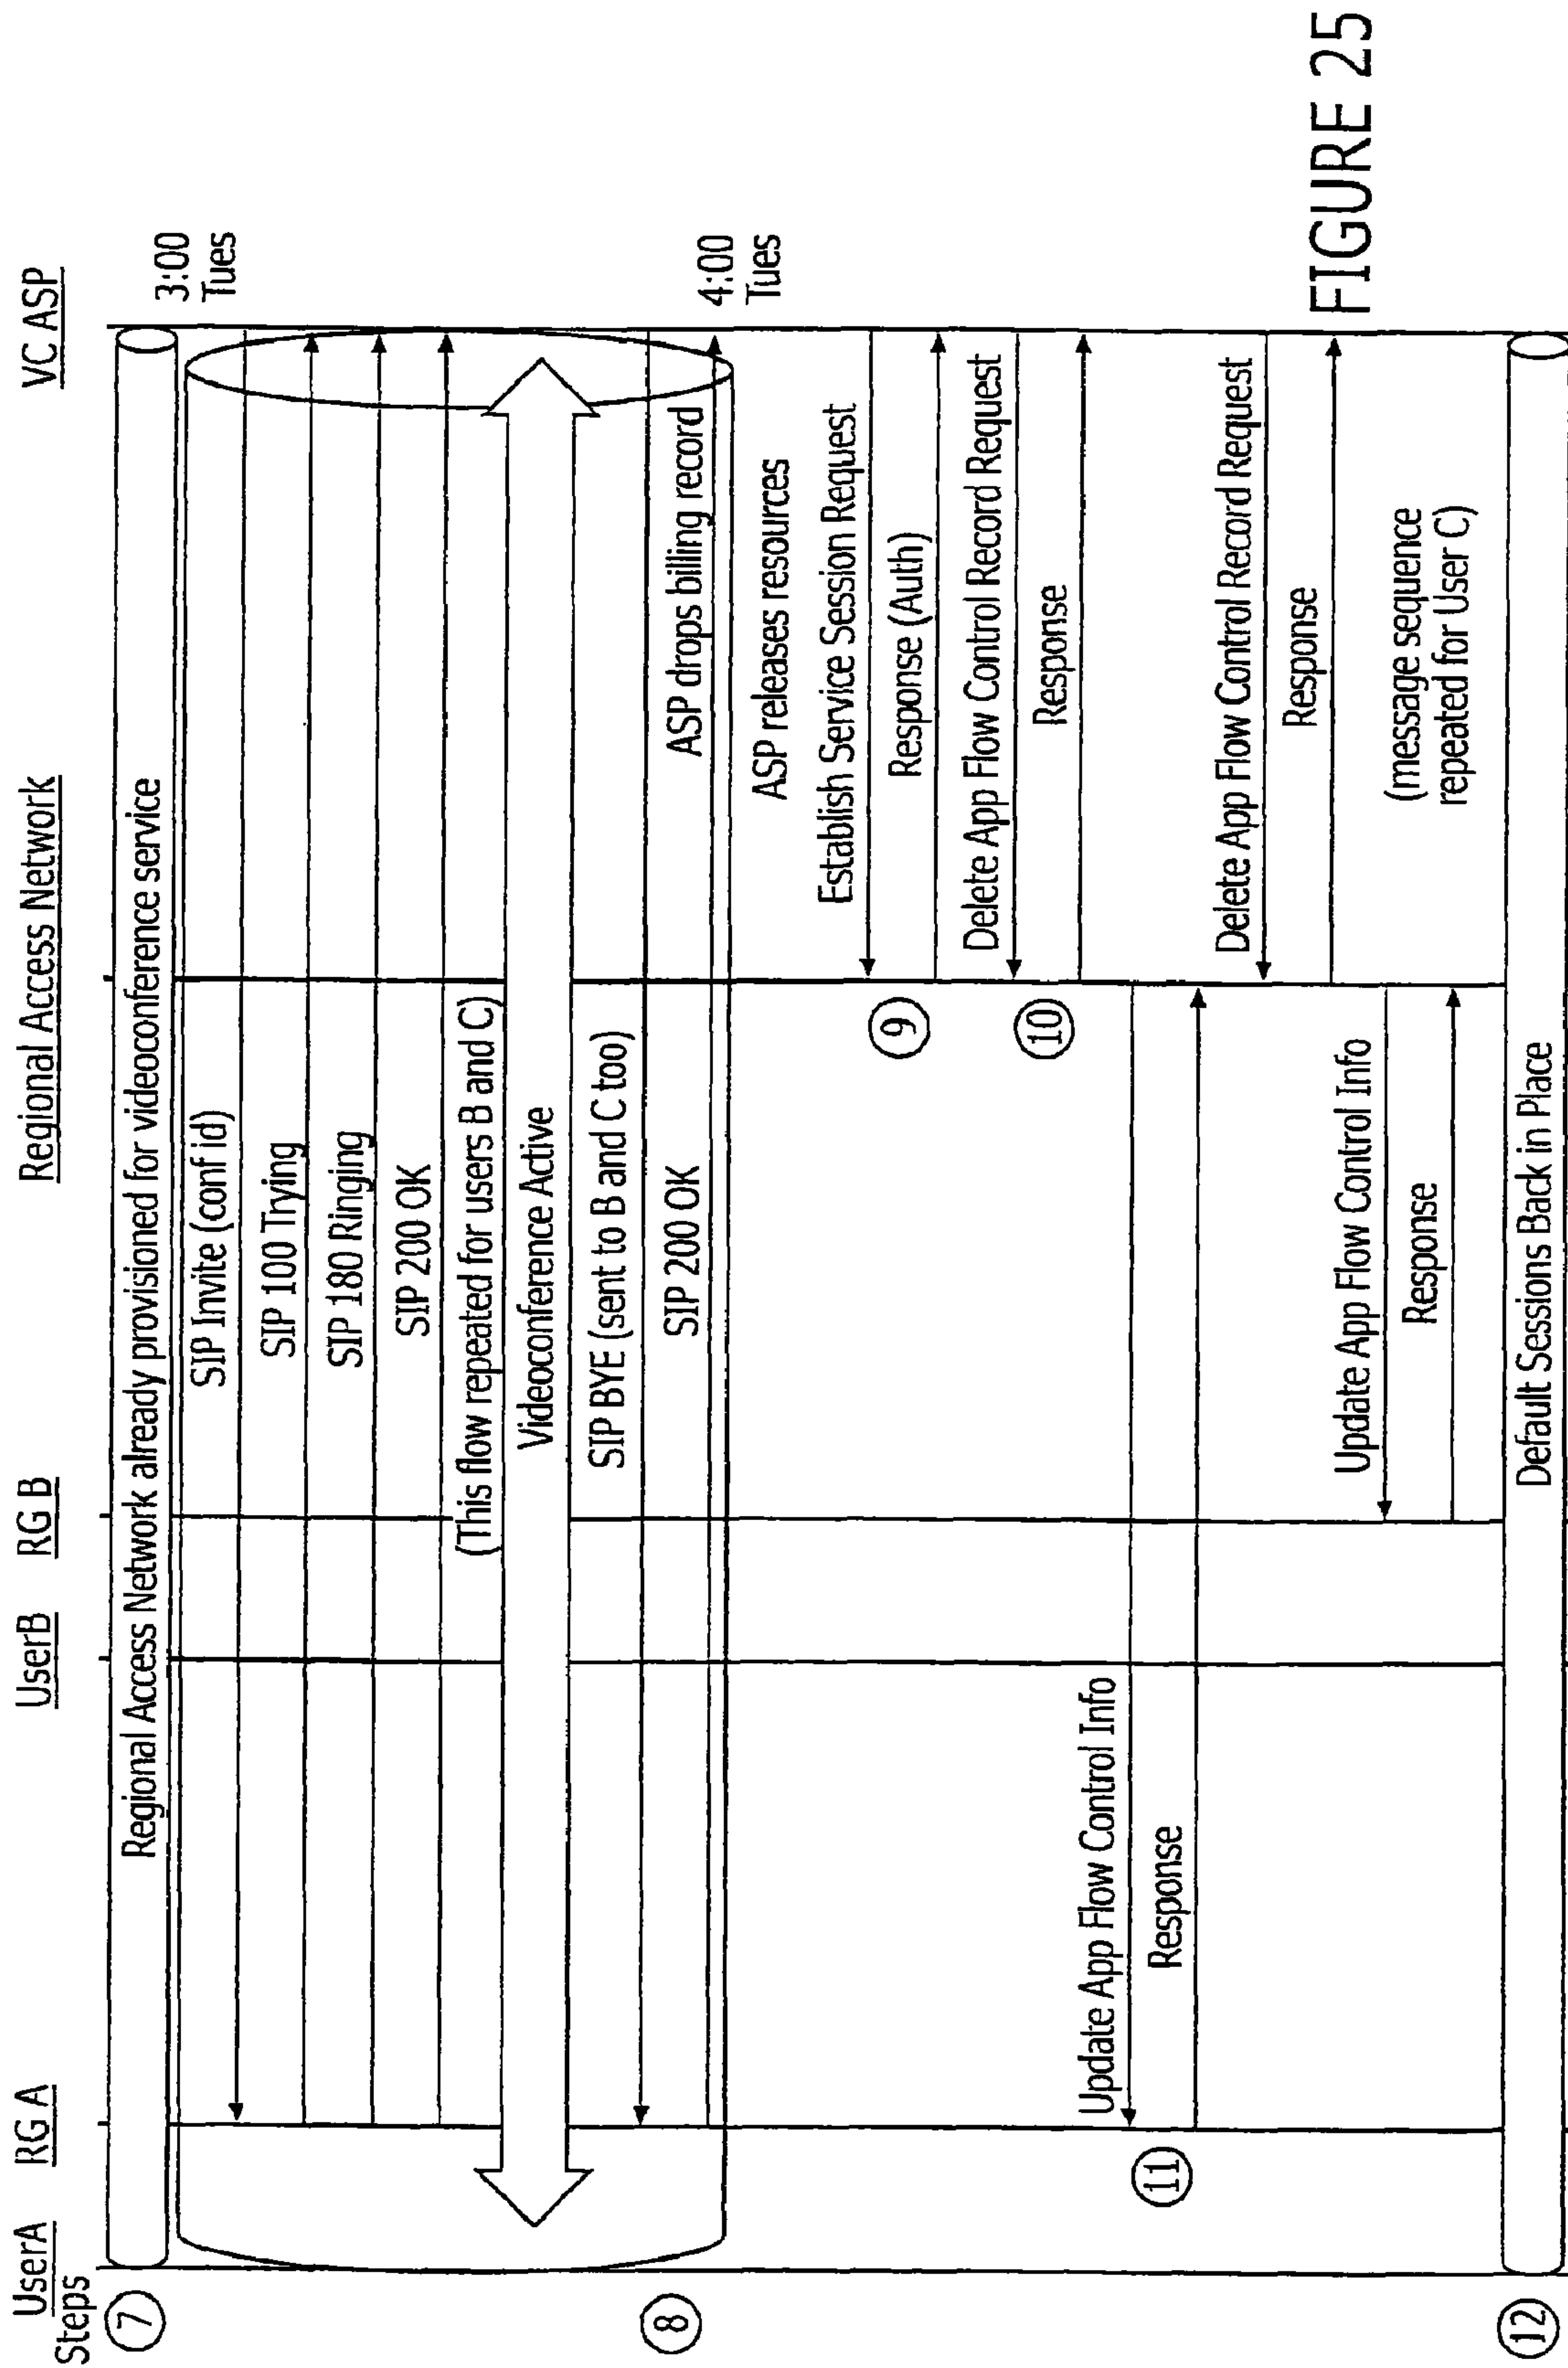 UserA
RG A
UserB
RG B
Regional Access Network
VC ASP
Steps
7
Regional Access Network already provisioned for videoconference service
3:00
Tues
SIP Invite (conf id)
SIP 100 Trying
SIP 180 Ringing
SIP 200 OK
(This flow repeated for users B and C)
Videoconference Active
8
SIP BYE (sent to B and C too)
SIP 200 OK
ASP drops billing record
4:00
Tues
ASP releases resources
Establish Service Session Request
9
Response (Auth)
Delete App Flow Control Record Request
10
Response
Update App Flow Control Info
11
Response
Delete App Flow Control Record Request
Response
Update App Flow Control Info
Response
(message sequence
repeated for User C)
12
Default Sessions Back in Place
FIGURE 25